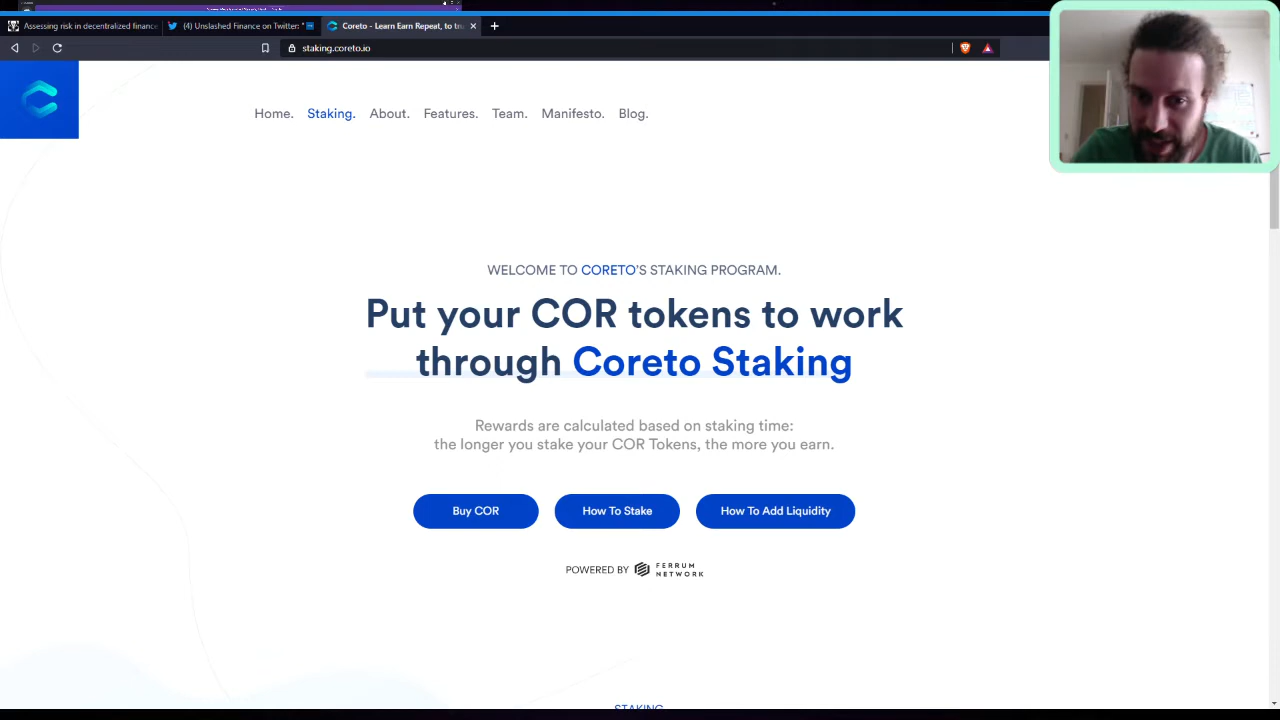 Assessing risk in decentralized finance
(4) Unslashed Finance on Twitter: "
Coreto - Learn Earn Repeat, to tru
staking.coreto.io
Home. Staking. About. Features. Team. Manifesto. Blog.
WELCOME TO CORETO'S STAKING PROGRAM.
Put your COR tokens to work
through Coreto Staking
Rewards are calculated based on staking time:
the longer you stake your COR Tokens, the more you earn.
Buy COR How To Stake How To Add Liquidity
POWERED BY FERRUM NETWORK
STAKING